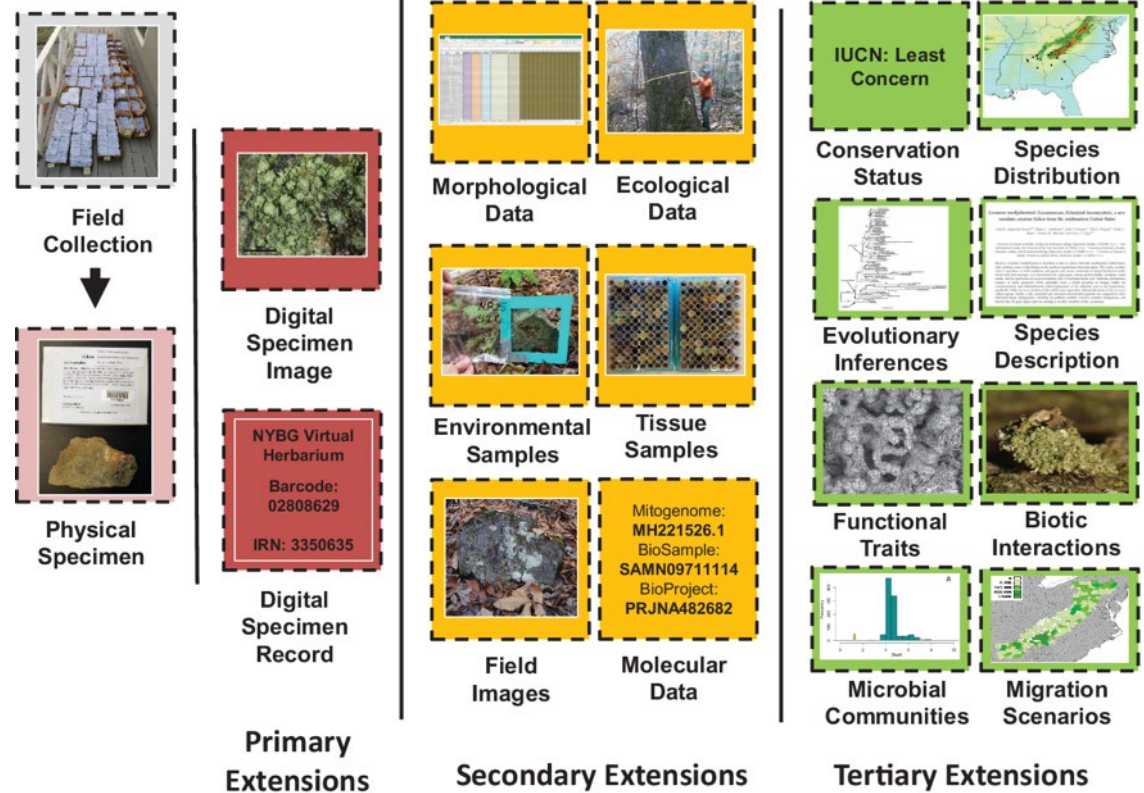 Field
Collection
Physical
Specimen
Digital
Specimen
Image
NYBG Virtual
Herbarium
Barcode:
02808629
IRN: 3350635
Digital
Specimen
Record
Primary
Extensions
Morphological
Data
Ecological
Data
Environmental
Samples
Tissue
Samples
Field
Images
Mitogenome:
MH221526.1
BioSample:
SAMN09711114
BioProject:
PRJNA482682
Molecular
Data
Secondary Extensions
IUCN: Least
Concern
Conservation
Status
Species
Distribution
Evolutionary
Inferences
Species
Description
Functional
Traits
Biotic
Interactions
A
Microbial
Communities
Migration
Scenarios
Tertiary Extensions